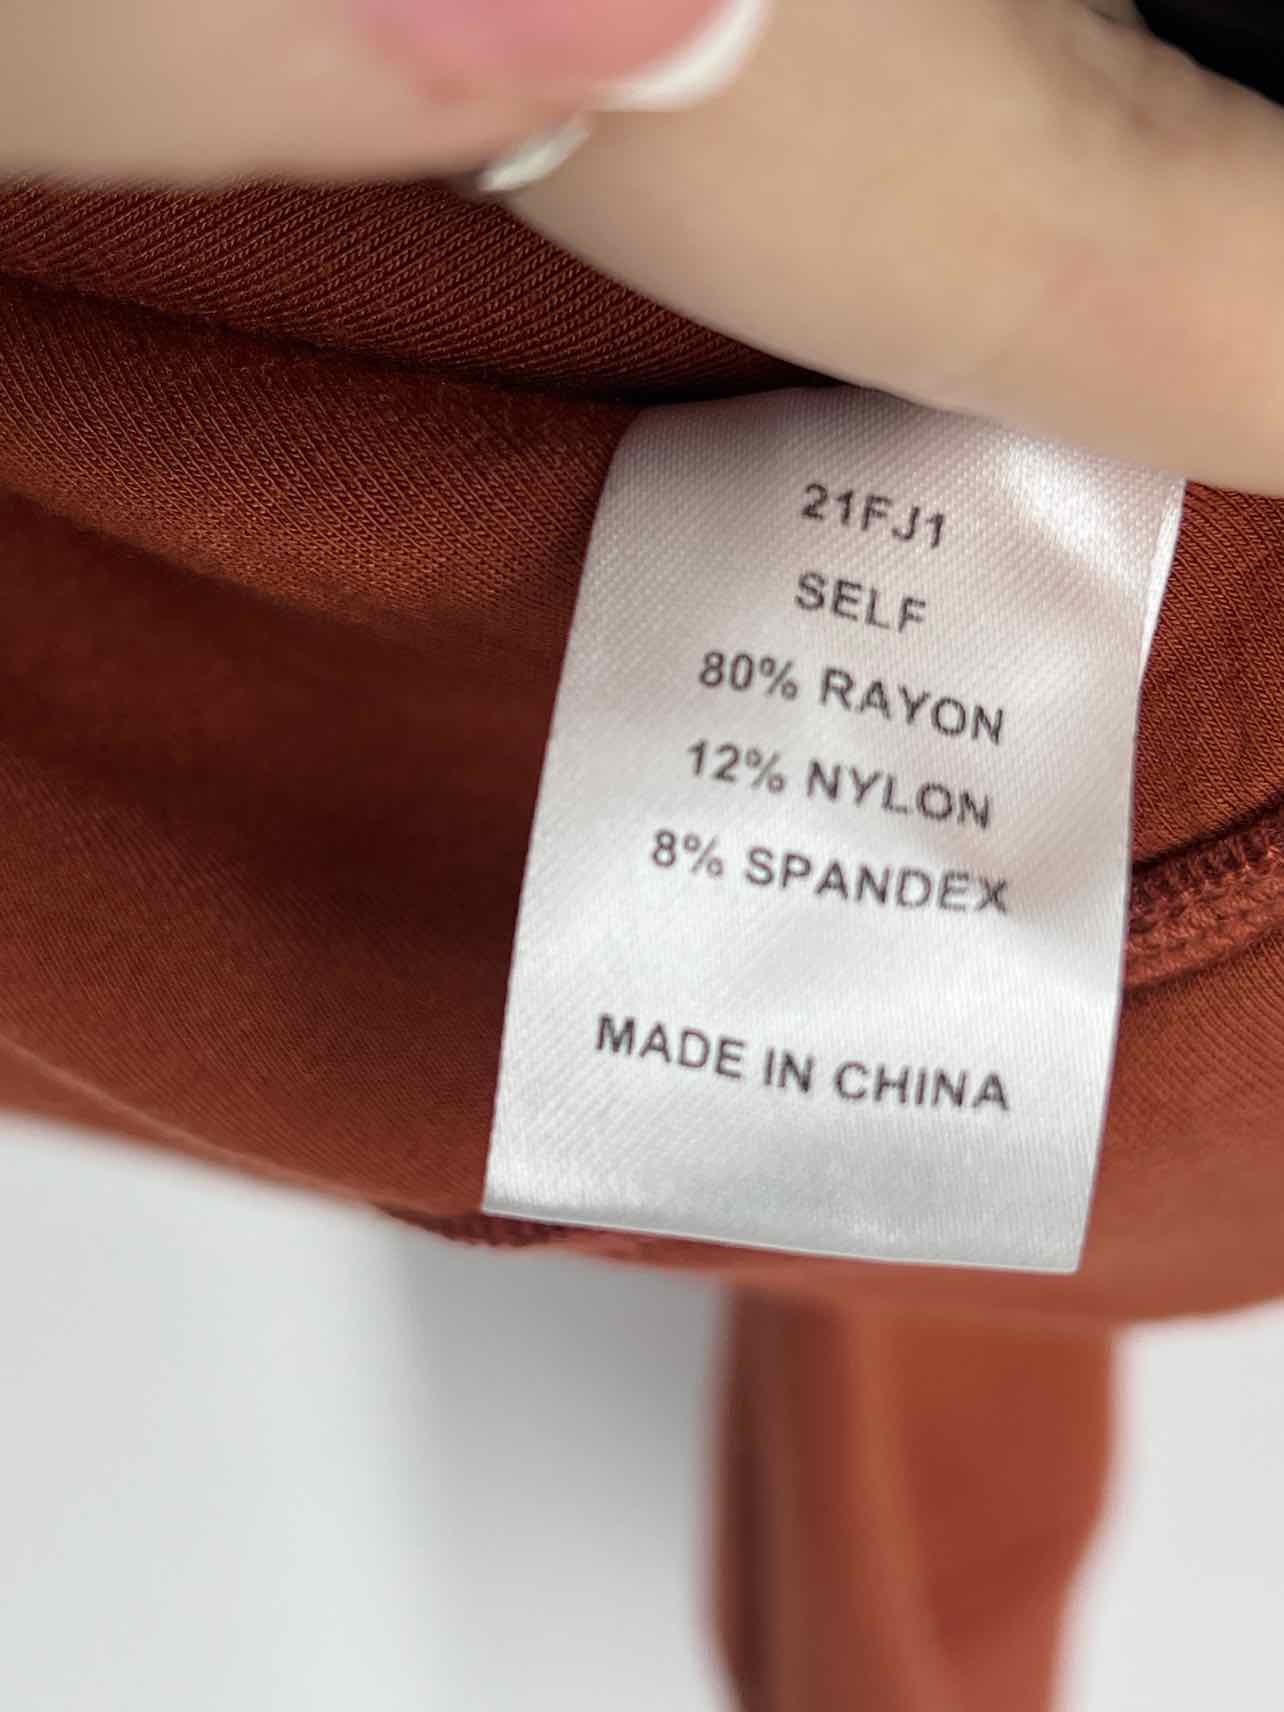 21FJ1
SELF
80% RAYON
12% NYLON
8% SPANDEX
MADE IN CHINA